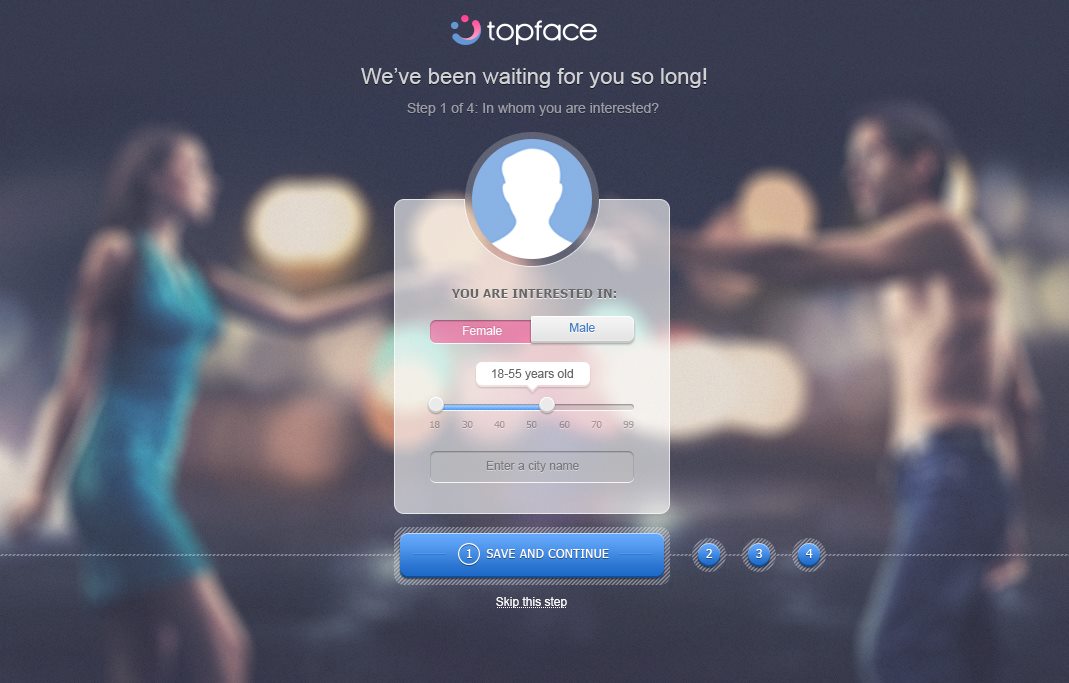 topface
We've been waiting for you so long!
Step 1 of 4: In whom you are interested?
YOU ARE INTERESTED IN:
Female Male
18-55 years old
18 30 40 50 60 70 99
Enter a city name
1 SAVE AND CONTINUE 2 3 4
Skip this step